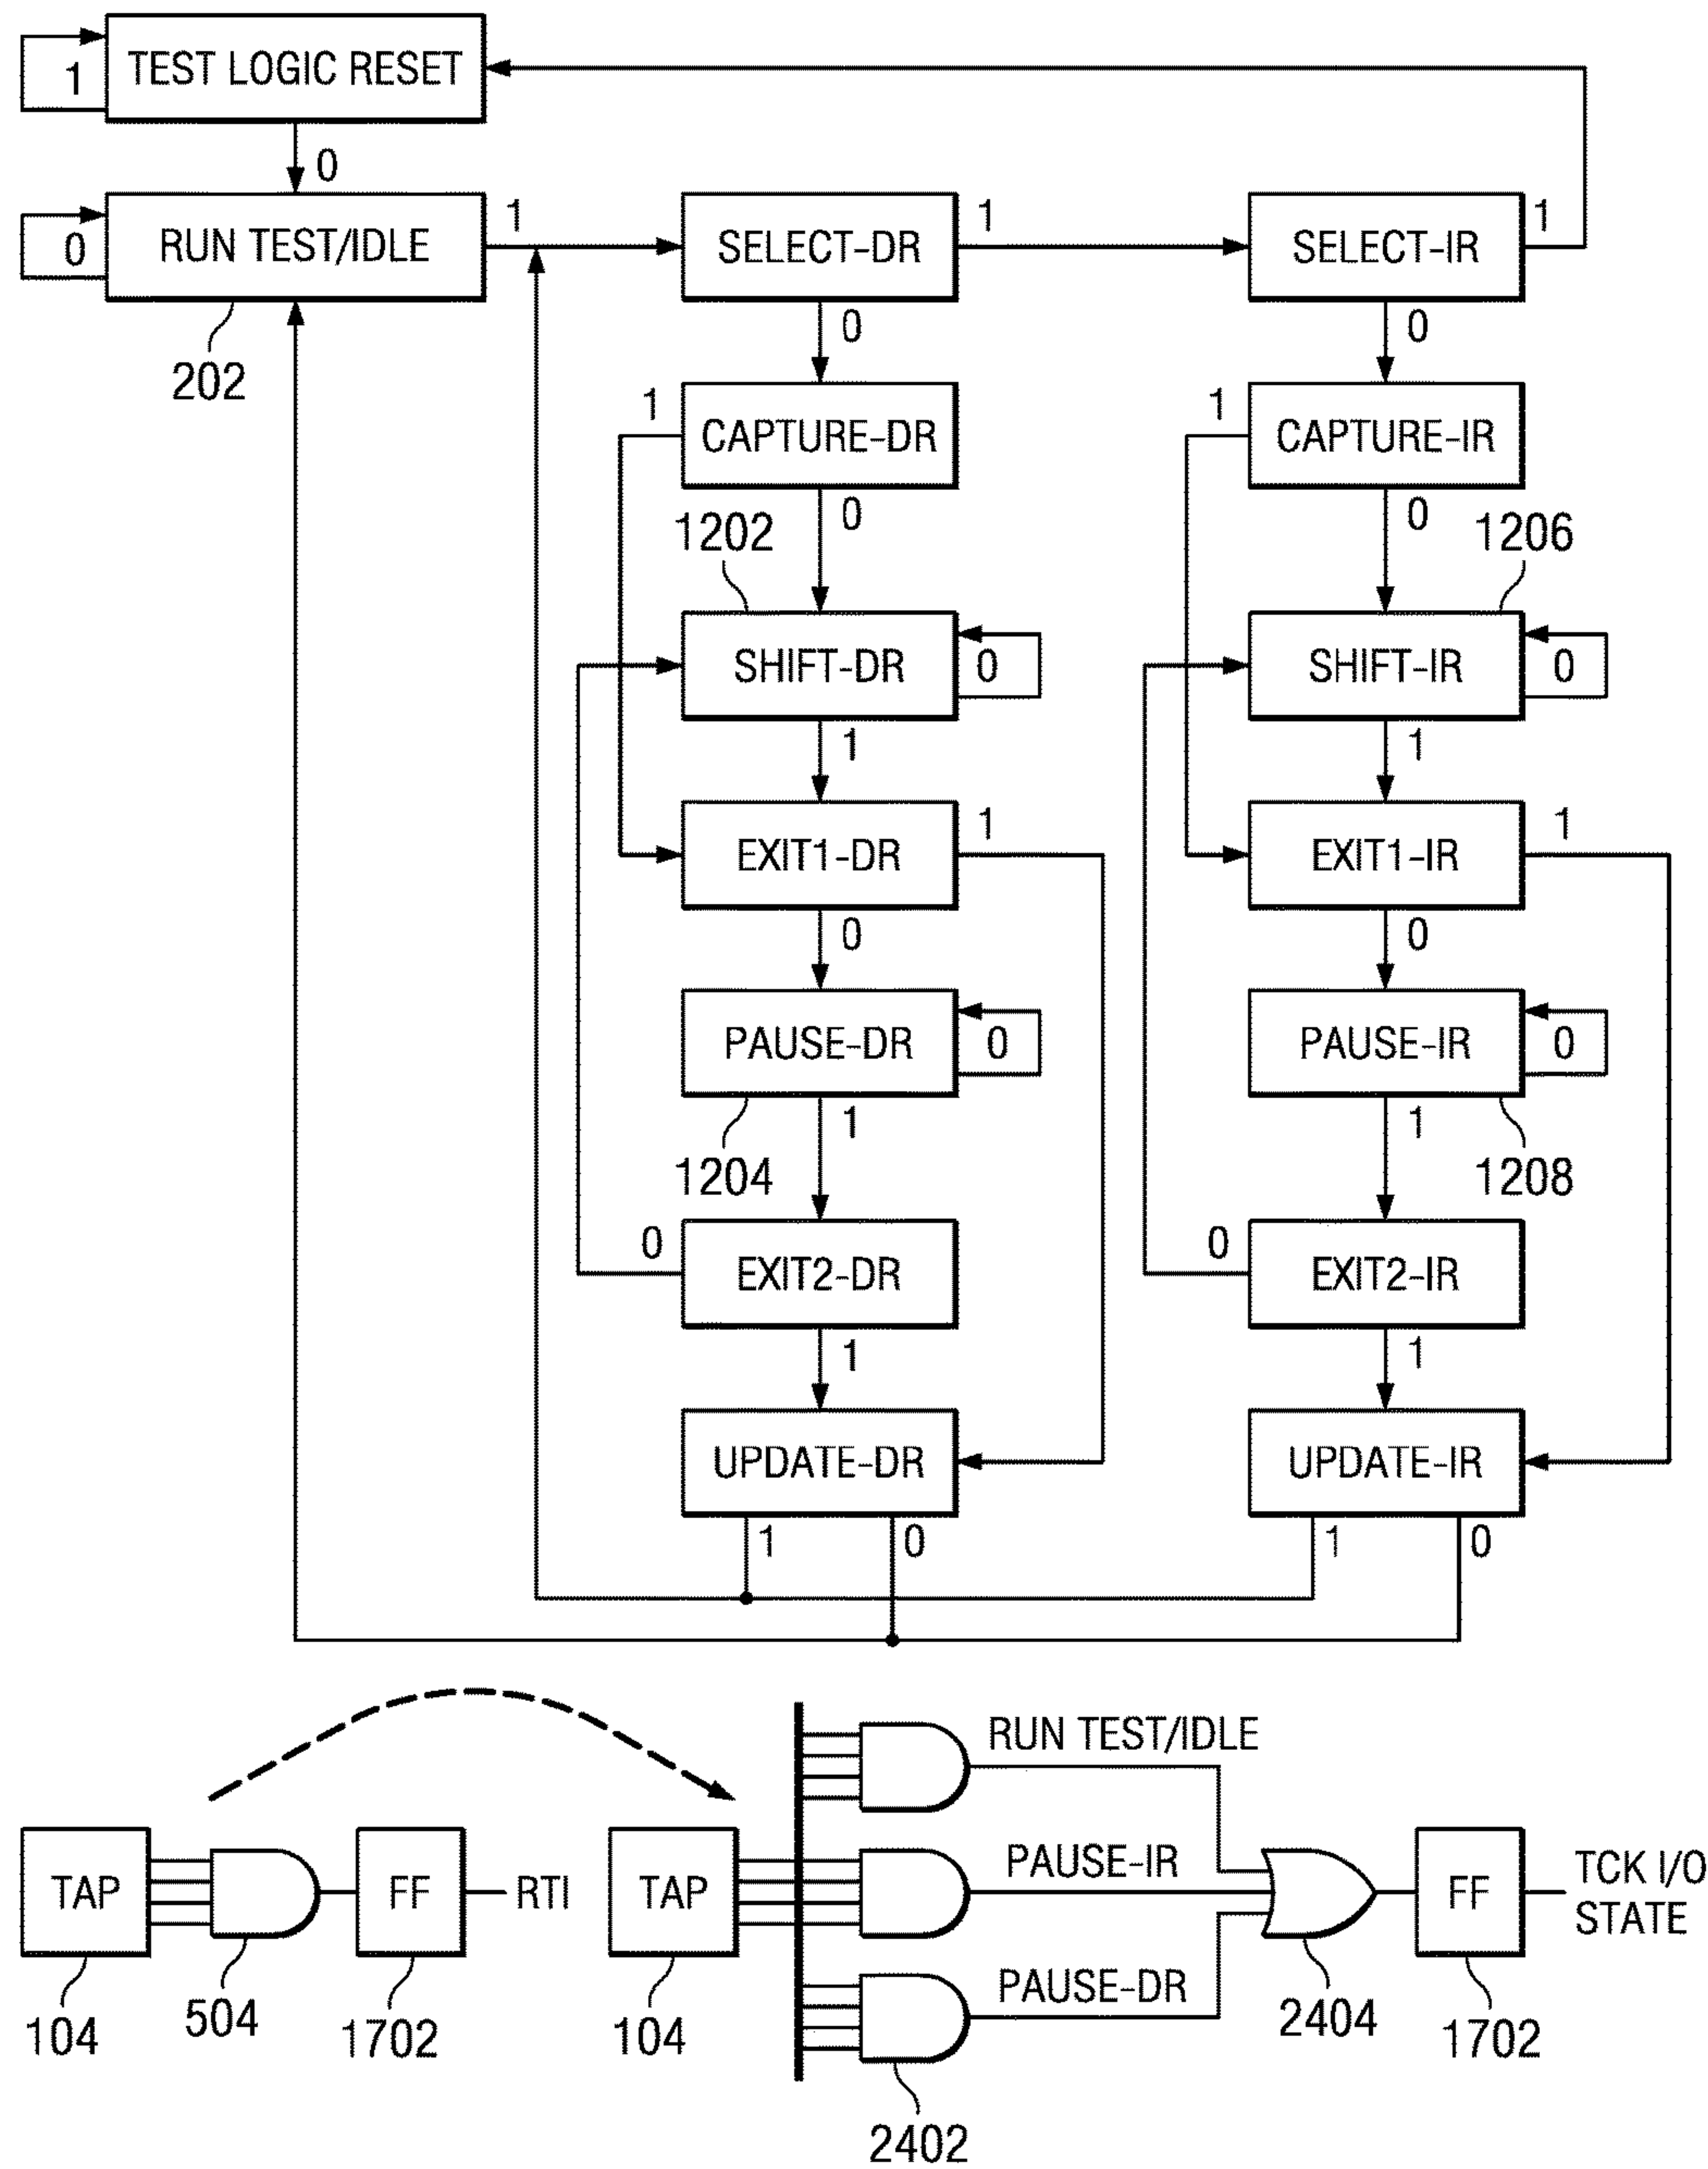 TEST LOGIC RESET
1
0
RUN TEST/IDLE
0
1
SELECT-DR
1
SELECT-IR
1
202
0
0
1
CAPTURE-DR
1
CAPTURE-IR
0
0
1202
1206
SHIFT-DR
0
SHIFT-IR
0
1
1
EXIT1-DR
1
EXIT1-IR
1
0
0
PAUSE-DR
0
PAUSE-IR
0
1
1
1204
1208
0
EXIT2-DR
0
EXIT2-IR
1
1
UPDATE-DR
UPDATE-IR
1
0
1
0
RUN TEST/IDLE
TAP
FF
RTI
TAP
PAUSE-IR
FF
TCK I/O
STATE
PAUSE-DR
104
504
1702
104
2404
1702
2402